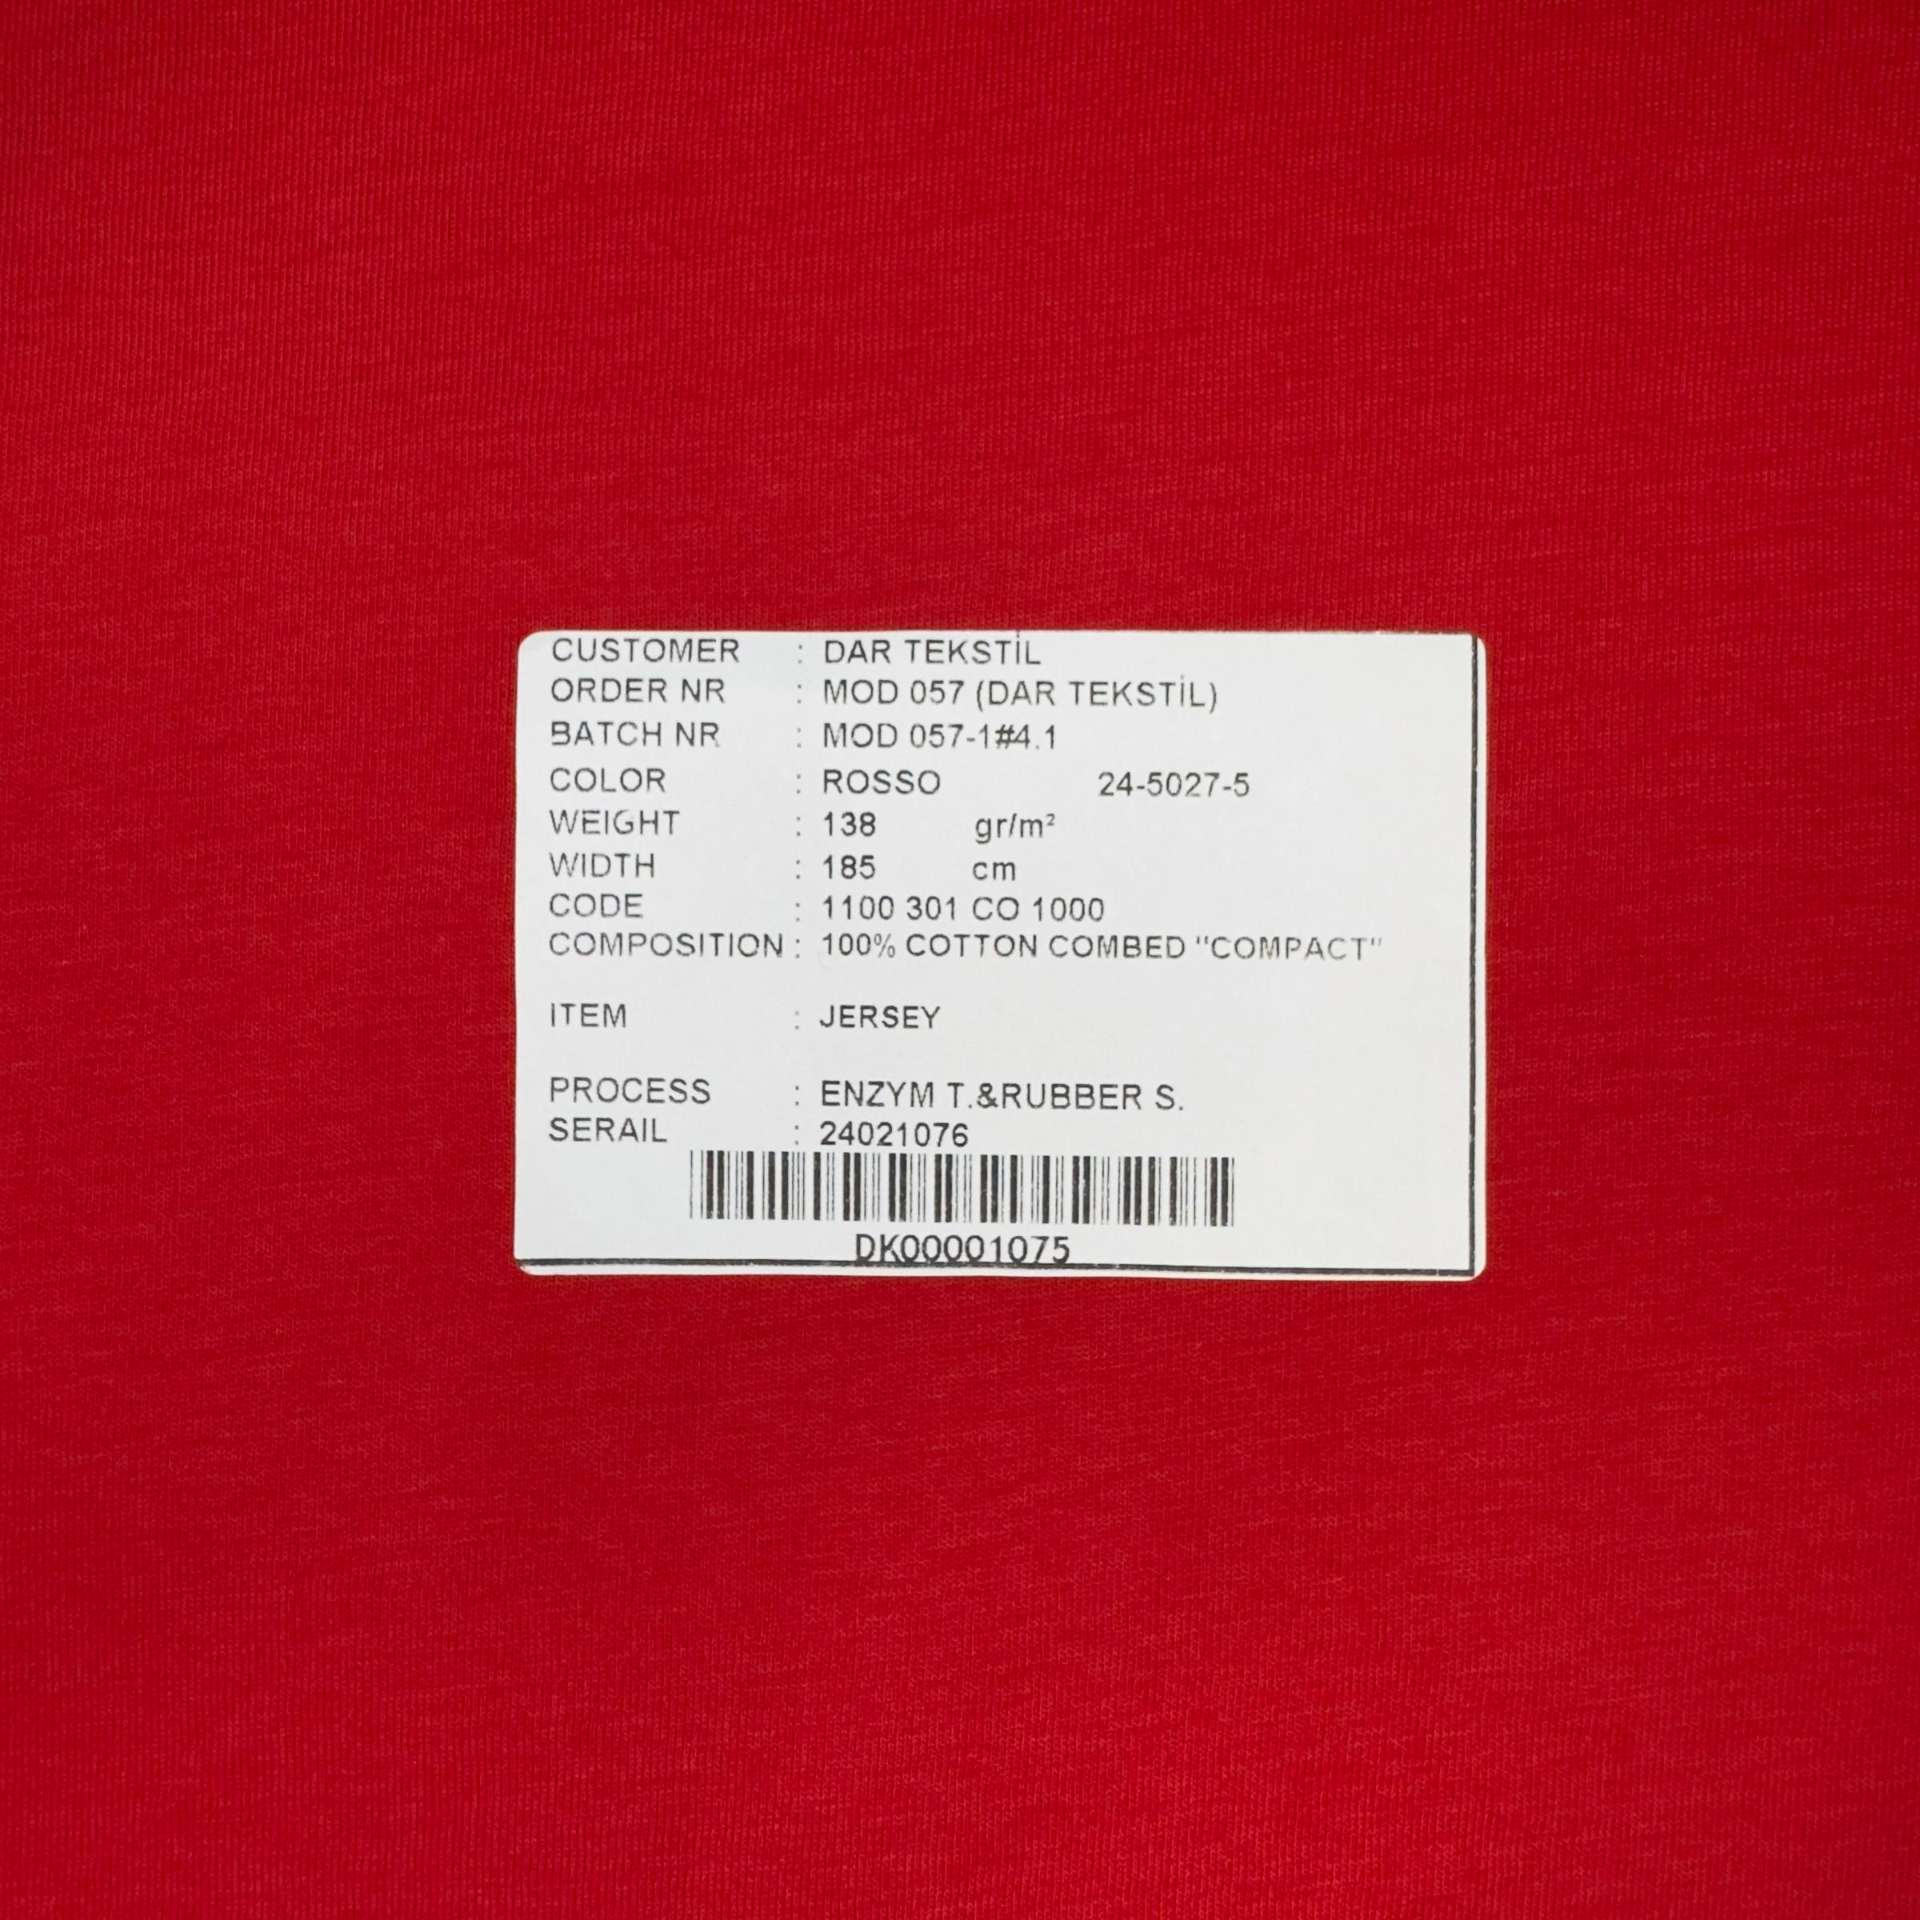 CUSTOMER : DAR TEKSTİL
ORDER NR : MOD 057 (DAR TEKSTİL)
BATCH NR : MOD 057-1#4.1
COLOR : ROSSO 24-5027-5
WEIGHT : 138 gr/m²
WIDTH : 185 cm
CODE : 1100 301 CO 1000
COMPOSITION : 100% COTTON COMBED "COMPACT"
ITEM : JERSEY
PROCESS : ENZYM T.&RUBBER S.
SERAIL : 24021076
DK00001075